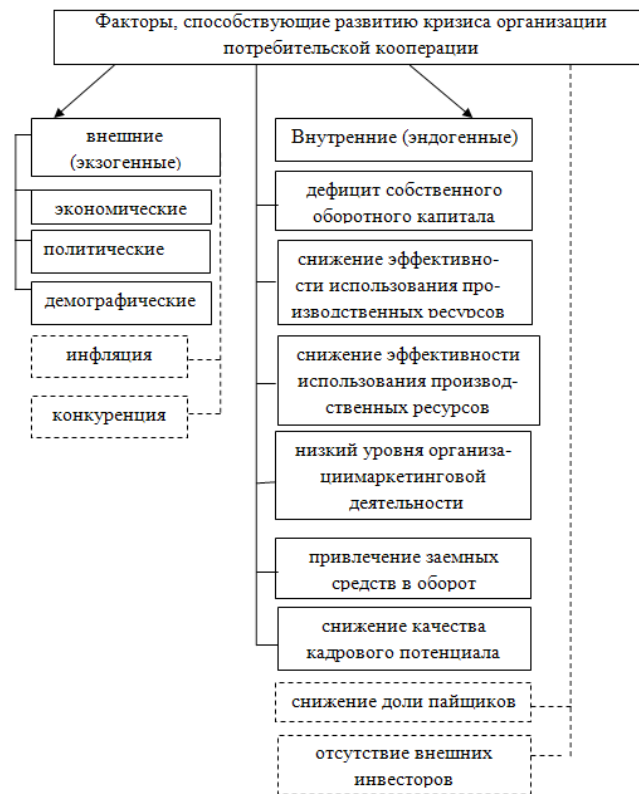 Факторы, способствующие развитию кризиса организации
потребительской кооперации
внешние
(экзогенные)
экономические
политические
демографические
инфляция
конкуренция
Внутренние (эндогенные)
дефицит собственного
оборотного капитала
снижение эффективно-
сти использования про-
изводственных ресурсов
снижение эффективности
использования производ-
ственных ресурсов
низкий уровня организа-
циимаркетинговой
деятельности
привлечение заемных
средств в оборот
снижение качества
кадрового потенциала
снижение доли пайщиков
отсутствие внешних
инвесторов